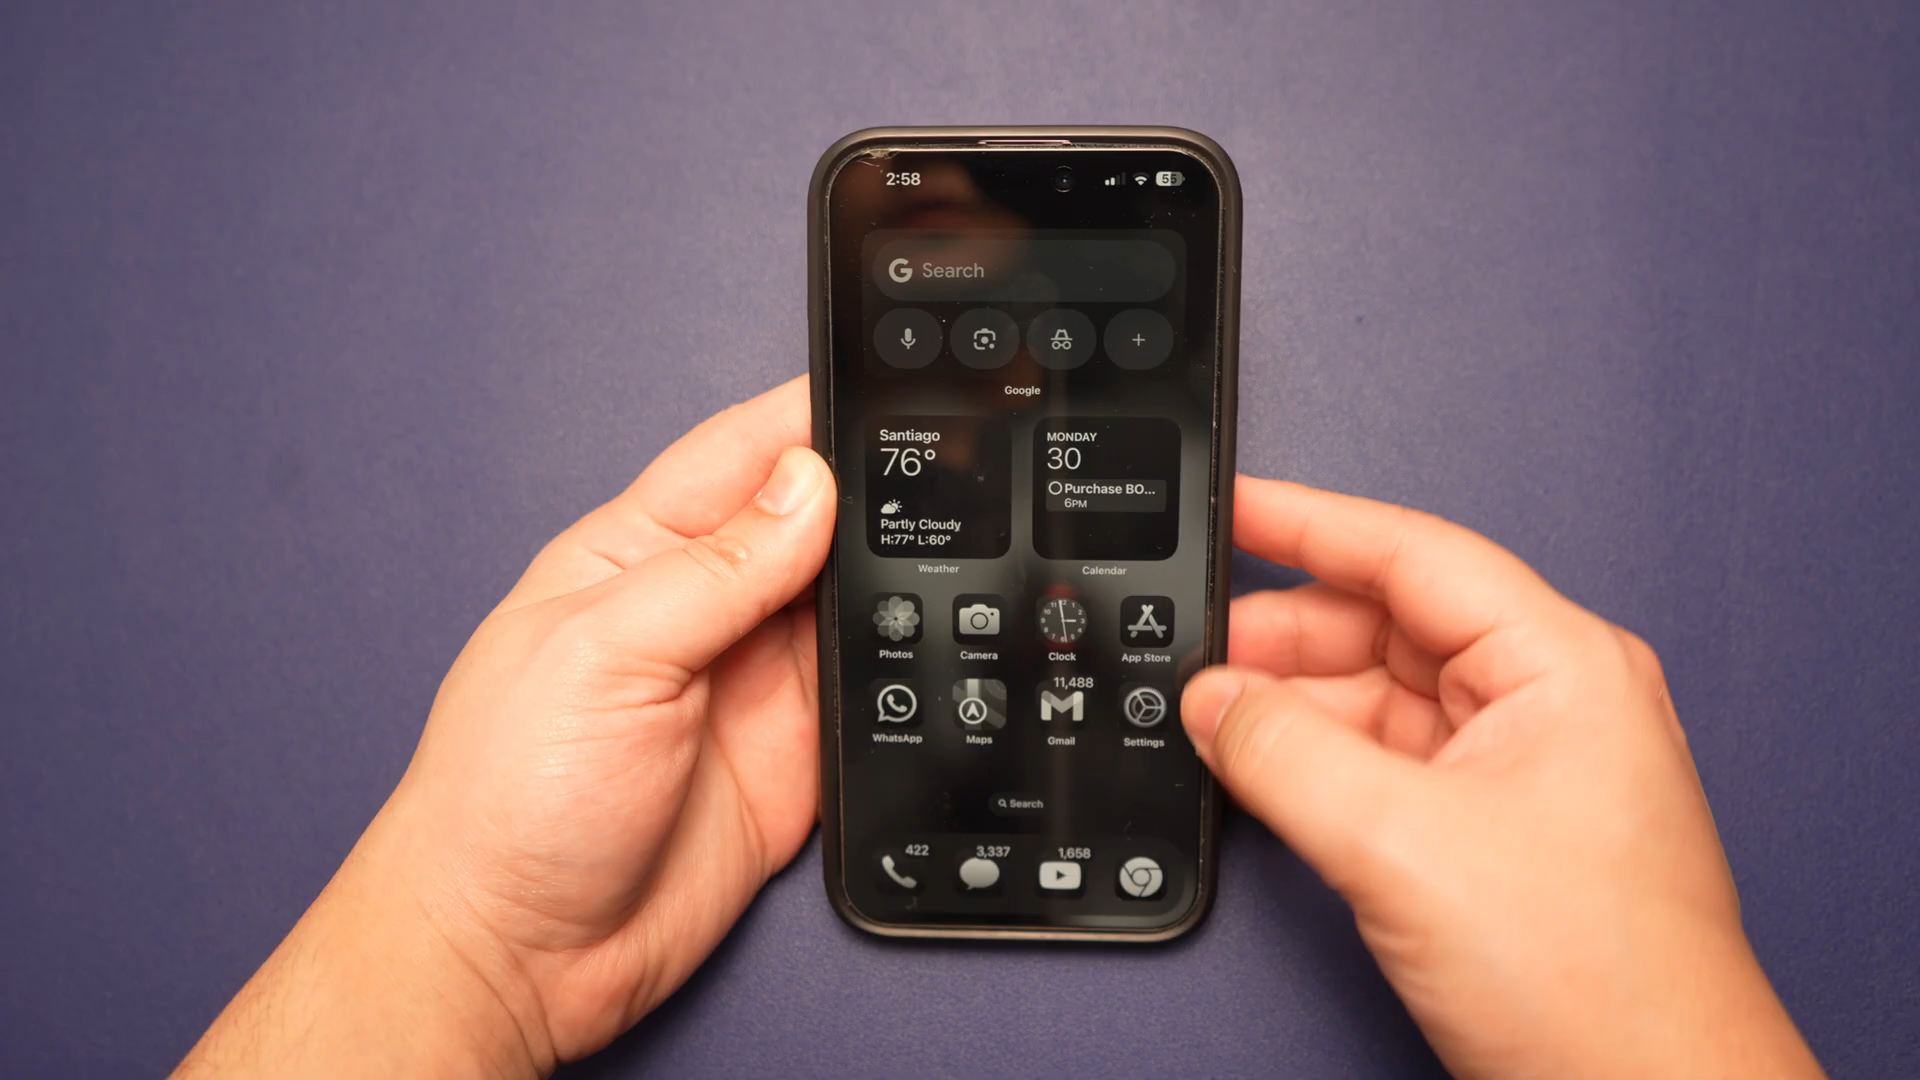 2:58
55
G Search
Google
Santiago
76°
Partly Cloudy
H:77° L:60°
Weather
MONDAY
30
Purchase BO...
6PM
Calendar
Photos
Camera
Clock
App Store
11,488
WhatsApp
Maps
Gmail
Settings
Search
422
3,337
1,658